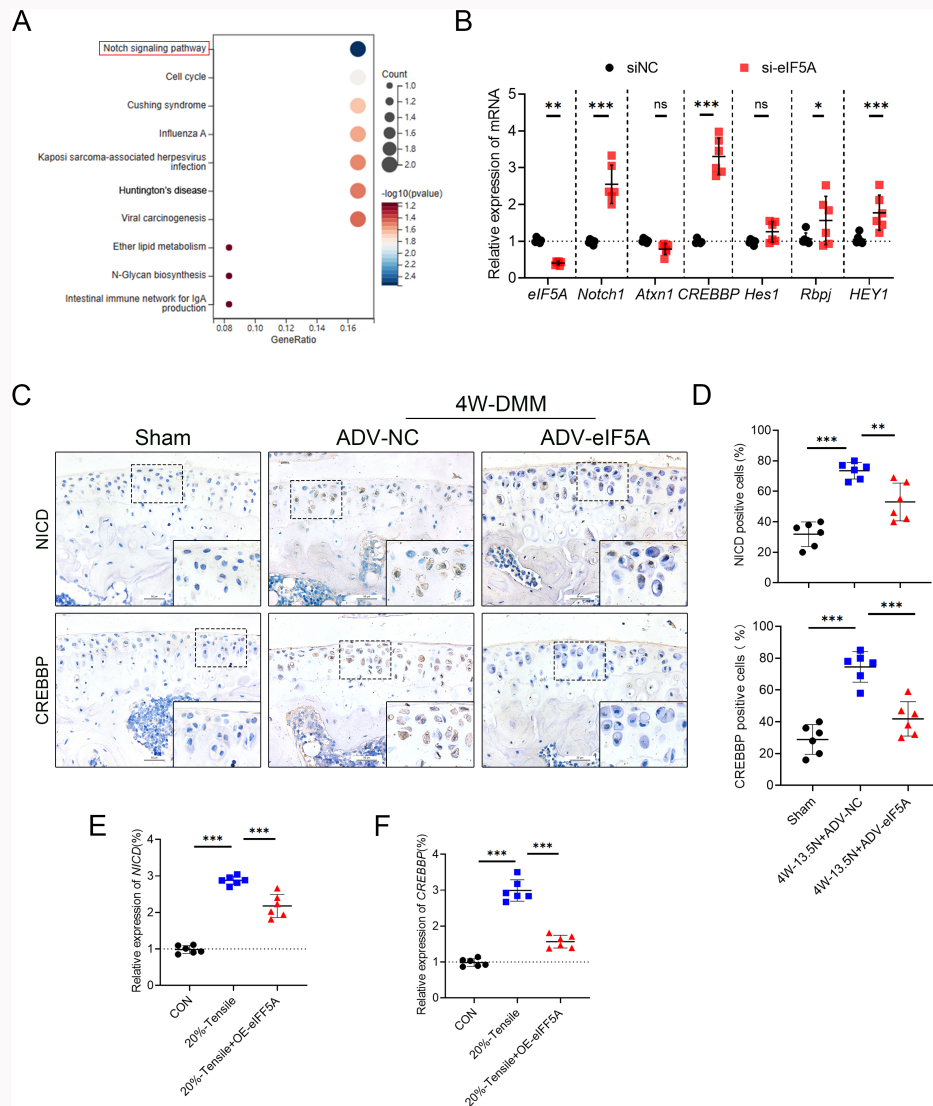 A
Notch signaling pathway
Cell cycle
Cushing syndrome
Influenza A
Kaposi sarcoma-associated herpesvirus
infection
Huntington's disease
Viral carcinogenesis
Ether lipid metabolism
N-Glycan biosynthesis
Intestinal immune network for IgA
production
0.08 0.10 0.12 0.14 0.16
GeneRatio
Count
1.0
1.2
1.4
1.6
1.8
2.0
-log10(pvalue)
1.2
1.4
1.6
1.8
2.0
2.2
2.4
B
siNC si-eIF5A
Relative expression of mRNA
5
4
3
2
1
0
** *** ns *** ns * ***
eIF5A Notch1 Atxn1 CREBBP Hes1 Rbpj HEY1
C
4W-DMM
Sham ADV-NC ADV-eIF5A
NICD
CREBBP
D
NICD positive cells (%)
100
80
60
40
20
0
*** **
CREBBP positive cells (%)
100
80
60
40
20
0
*** ***
Sham
4W-13.5N+ADV-NC
4W-13.5N+ADV-eIF5A
E
Relative expression of NICD(%)
4
3
2
1
0
*** ***
CON
20%-Tensile
20%-Tensile+OE-eIFF5A
F
Relative expression of CREBBP(%)
4
3
2
1
0
*** ***
CON
20%-Tensile
20%-Tensile+OE-eIFF5A